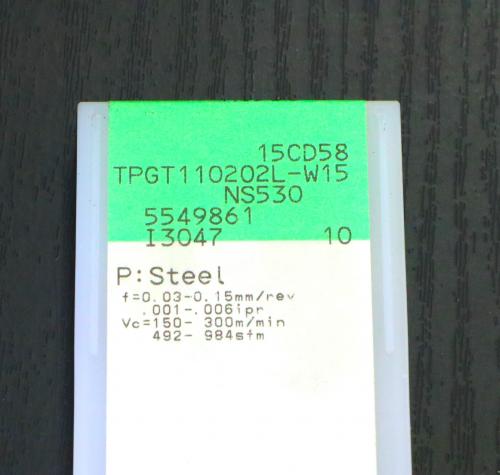 15CD58
TPGT110202L-W15
NS530
5549861
I3047 10
P:Steel
f=0.03-0.15mm/rev
.001-.006ipr
Vc=150- 300m/min
492- 984sfm